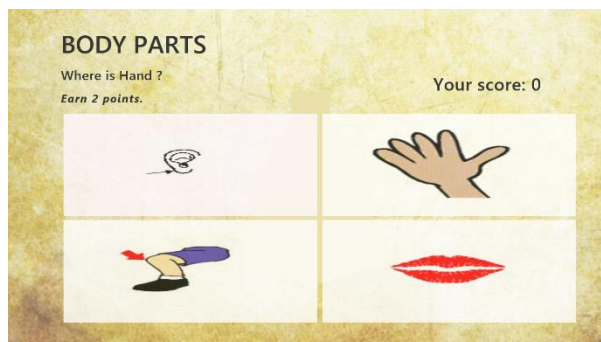 BODY PARTS
Where is Hand ?
Your score: 0
Earn 2 points.